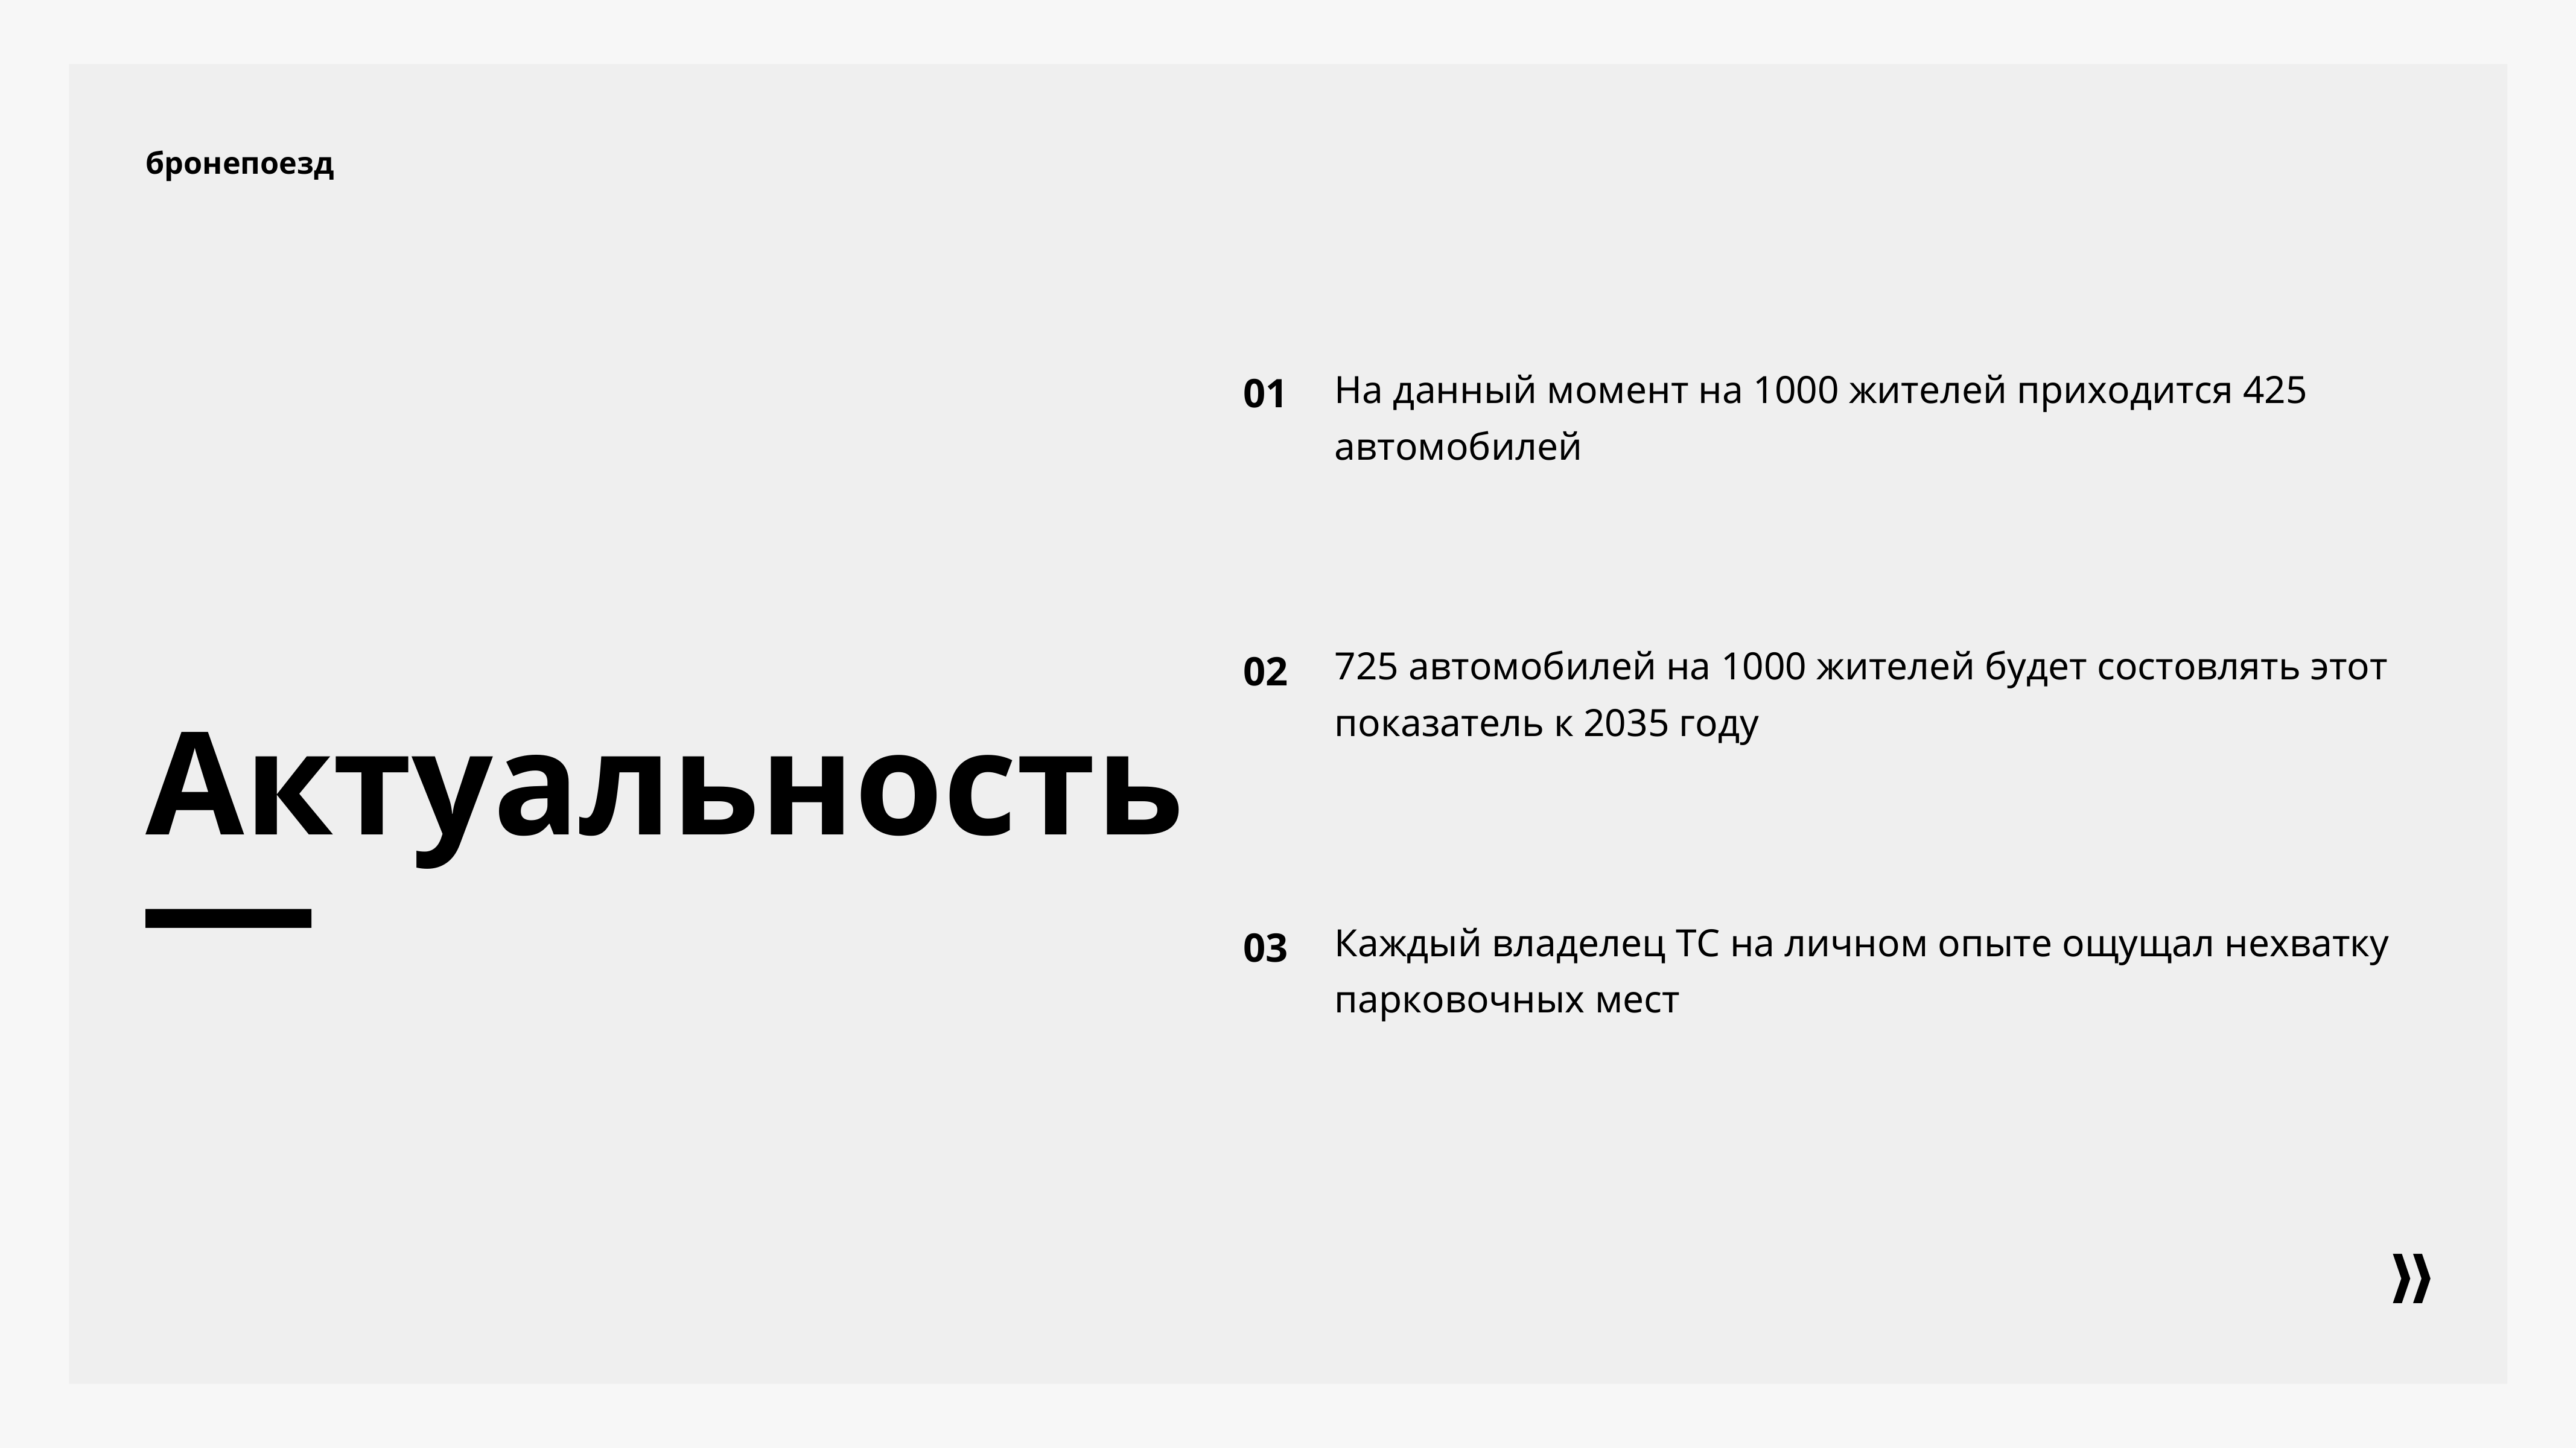 бронепоезд
Актуальность
01 На данный момент на 1000 жителей приходится 425
автомобилей
02 725 автомобилей на 1000 жителей будет состовлять этот
показатель к 2035 году
03 Каждый владелец ТС на личном опыте ощущал нехватку
парковочных мест